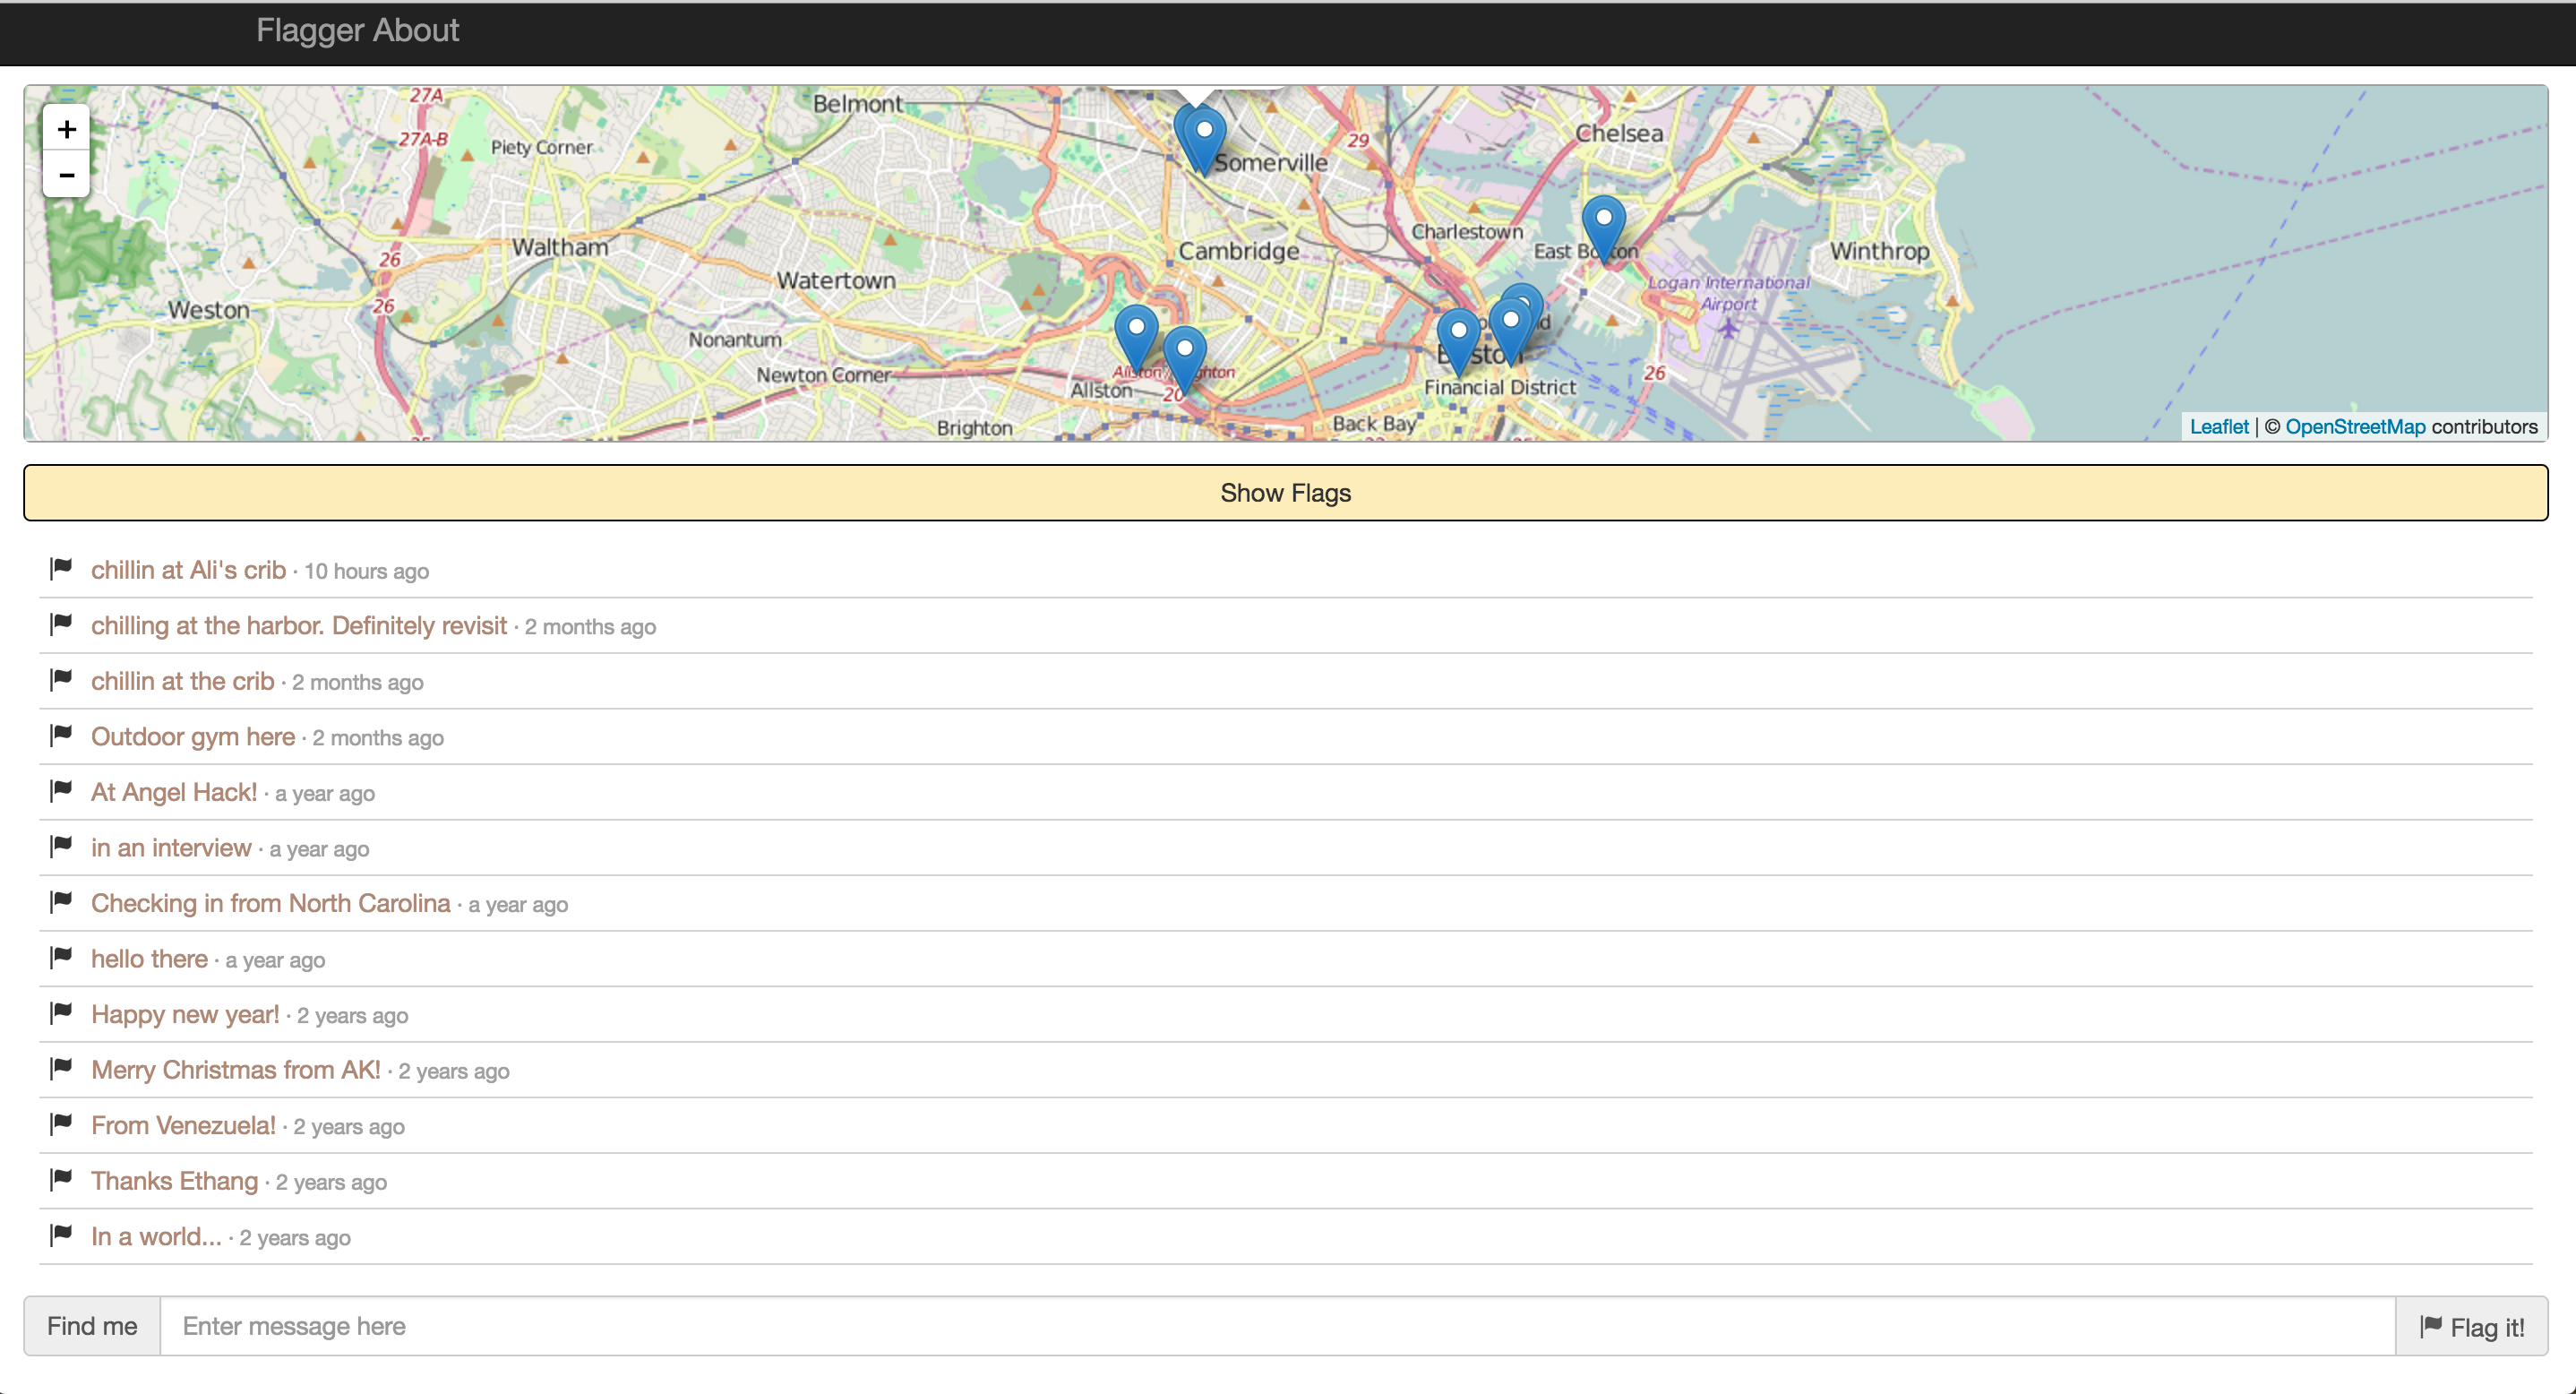 Flagger About
+
−
27A
27A-B
Piety Corner
Belmont
29
Chelsea
Somerville
Waltham
26
Watertown
Cambridge
Charlestown
East Boston
Winthrop
Weston
26
Logan International
Airport
Nonantum
Newton Corner
Allston
20
Boston
Financial District
26
Brighton
Back Bay
Leaflet | © OpenStreetMap contributors
Show Flags
chillin at Ali's crib · 10 hours ago
chilling at the harbor. Definitely revisit · 2 months ago
chillin at the crib · 2 months ago
Outdoor gym here · 2 months ago
At Angel Hack! · a year ago
in an interview · a year ago
Checking in from North Carolina · a year ago
hello there · a year ago
Happy new year! · 2 years ago
Merry Christmas from AK! · 2 years ago
From Venezuela! · 2 years ago
Thanks Ethang · 2 years ago
In a world... · 2 years ago
Find me
Enter message here
Flag it!